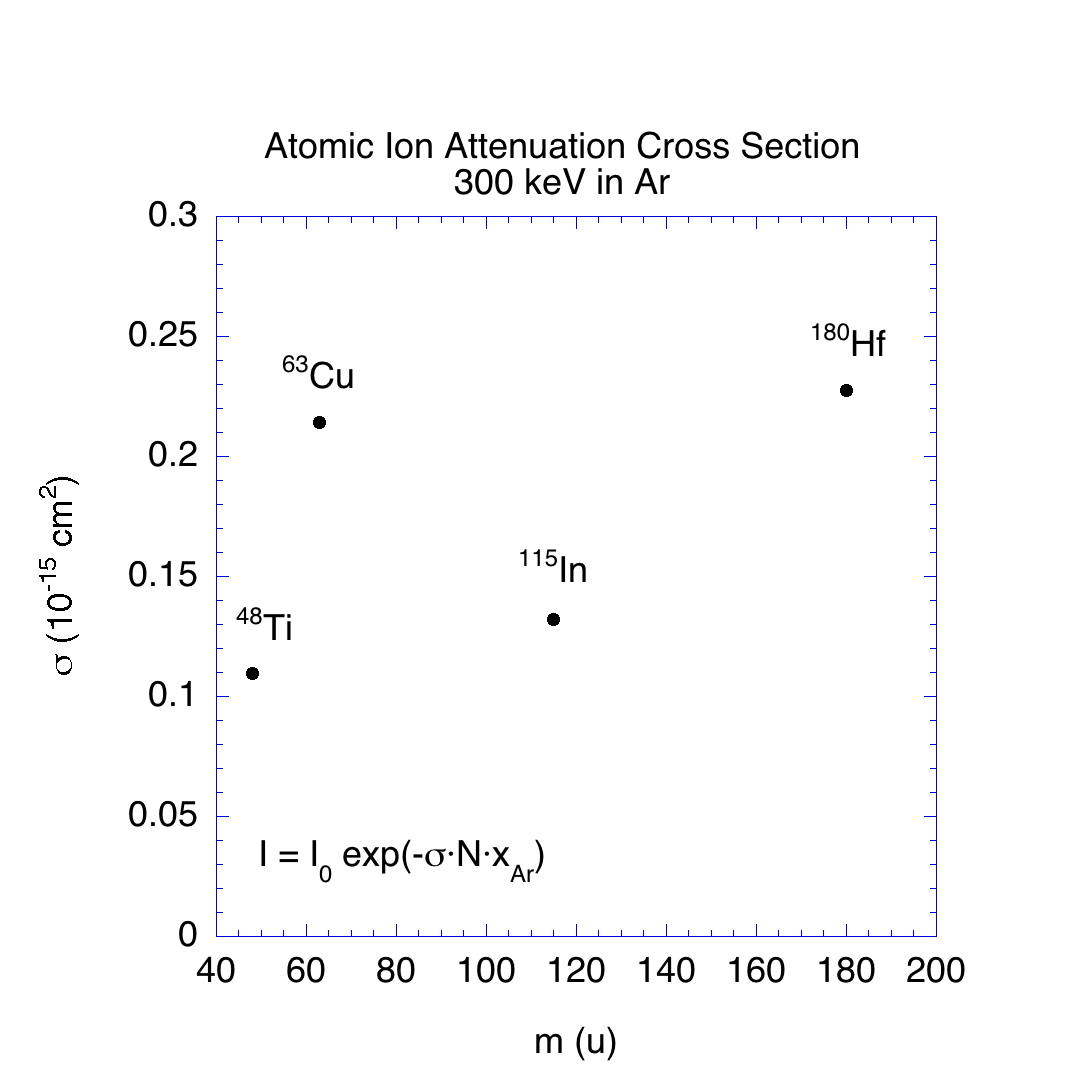 Atomic Ion Attenuation Cross Section
300 keV in Ar
0.3
0.25
0.2
0.15
0.1
0.05
0
σ (10⁻¹⁵ cm²)
⁶³Cu
¹⁸⁰Hf
¹¹⁵In
⁴⁸Ti
I = I₀ exp(-σ·N·x_Ar)
40 60 80 100 120 140 160 180 200
m (u)